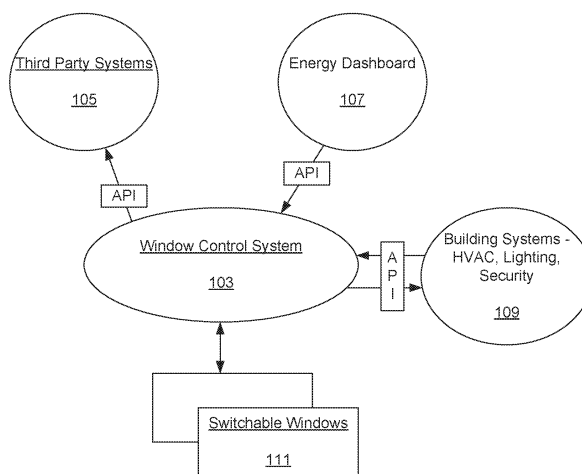 Third Party Systems
105
Energy Dashboard
107
API
API
Window Control System
103
A
P
I
Building Systems -
HVAC, Lighting,
Security
109
Switchable Windows
111